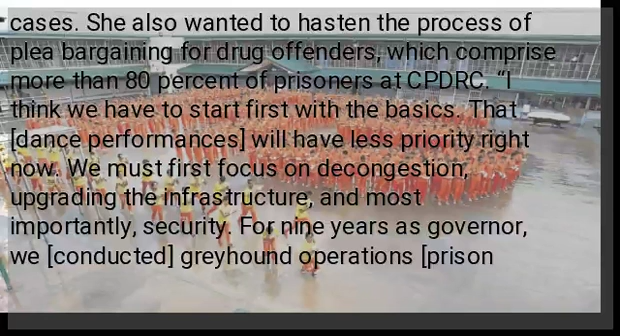 cases. She also wanted to hasten the process of
plea bargaining for drug offenders, which comprise
more than 80 percent of prisoners at CPDRC. “I
think we have to start first with the basics. That
[dance performances] will have less priority right
now. We must first focus on decongestion,
upgrading the infrastructure, and most
importantly, security. For nine years as governor,
we [conducted] greyhound operations [prison